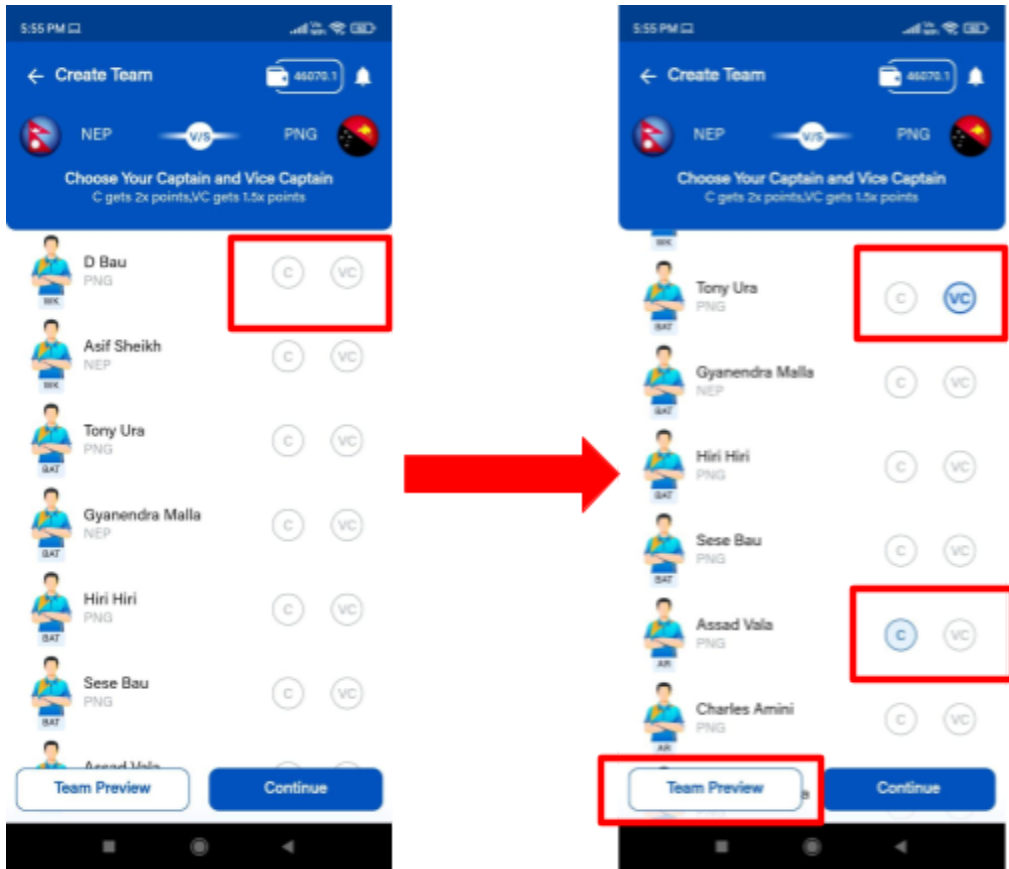 5:55 PM
Create Team
46070.1
NEP
V/S
PNG
Choose Your Captain and Vice Captain
C gets 2x points,VC gets 1.5x points
D Bau
PNG
WK
C
VC
Asif Sheikh
NEP
WK
C
VC
Tony Ura
PNG
BAT
C
VC
Gyanendra Malla
NEP
BAT
C
VC
Hiri Hiri
PNG
BAT
C
VC
Sese Bau
PNG
BAT
C
VC
Assad Vala
Team Preview
Continue
5:55 PM
Create Team
46070.1
NEP
V/S
PNG
Choose Your Captain and Vice Captain
C gets 2x points,VC gets 1.5x points
WK
Tony Ura
PNG
BAT
C
VC
Gyanendra Malla
NEP
BAT
C
VC
Hiri Hiri
PNG
BAT
C
VC
Sese Bau
PNG
BAT
C
VC
Assad Vala
PNG
AR
C
VC
Charles Amini
PNG
AR
C
VC
Team Preview
Continue